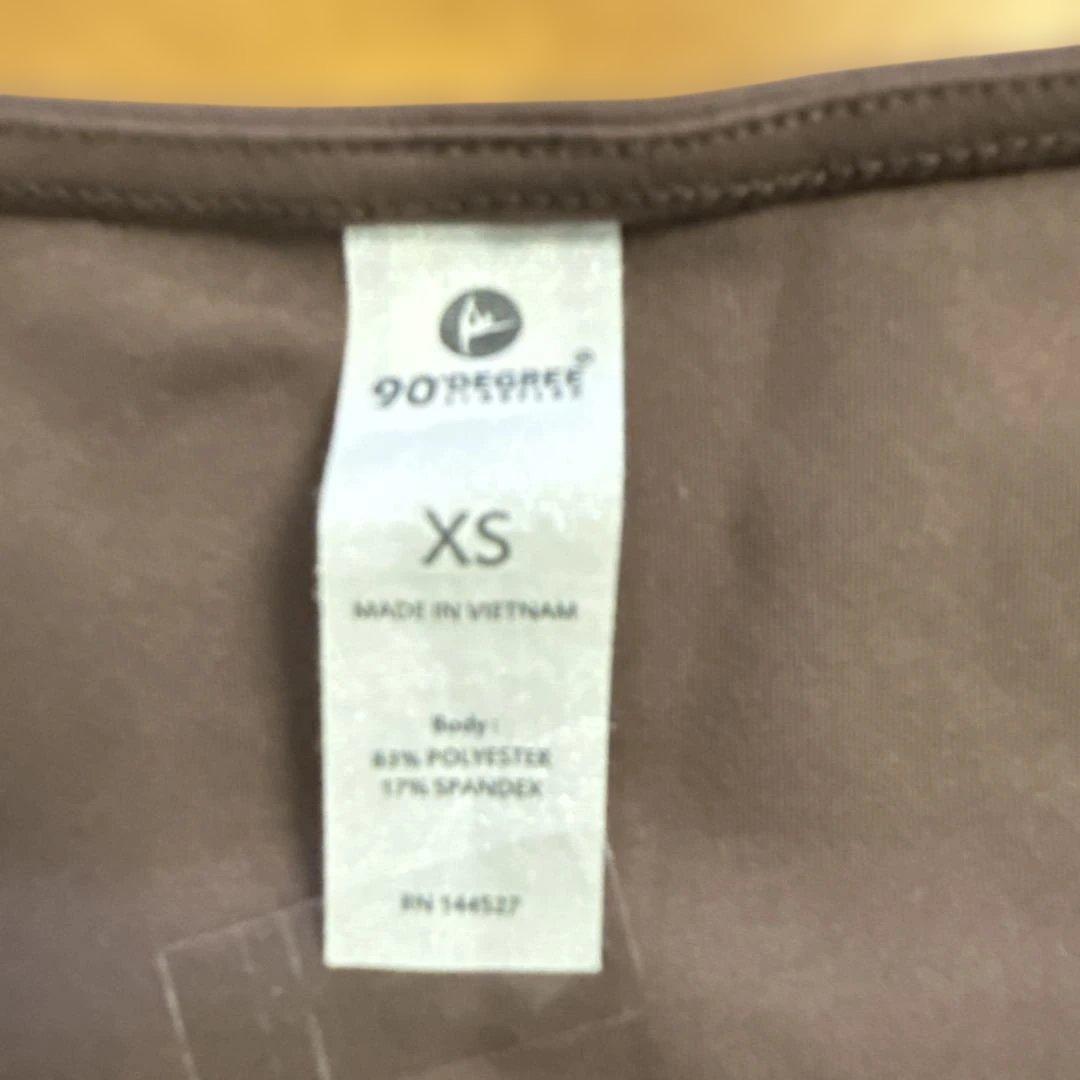 90 DEGREE
XS
MADE IN VIETNAM
Body :
83% POLYESTER
17% SPANDEX
RN 144527